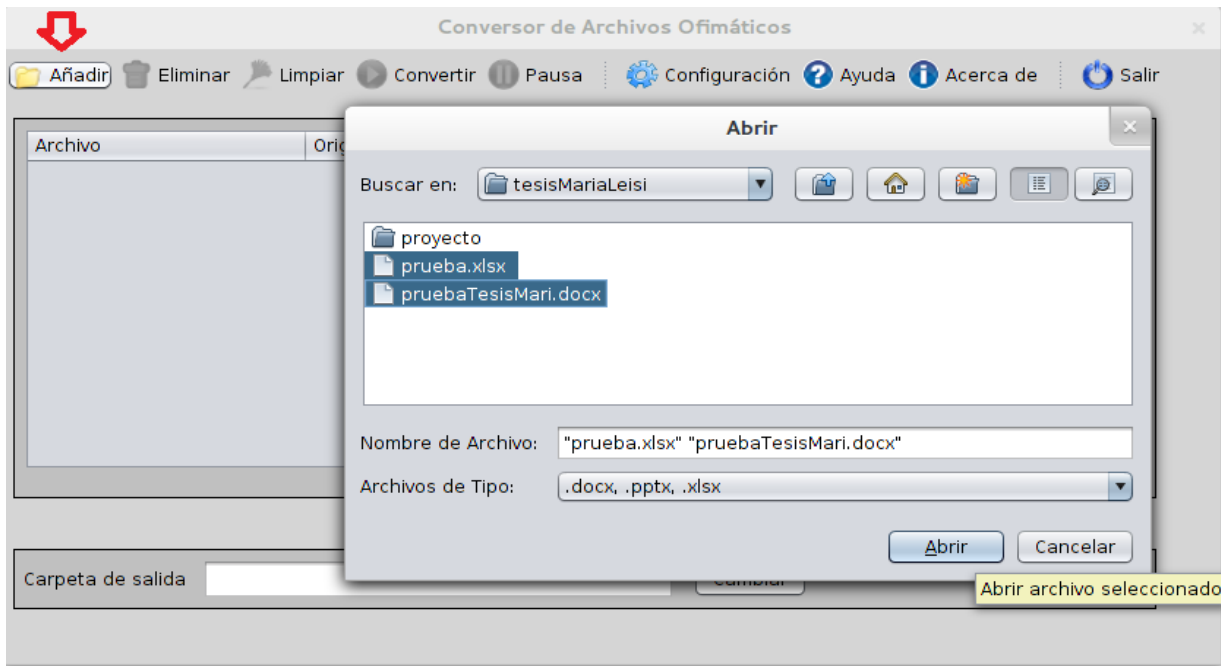 Conversor de Archivos Ofimáticos
Añadir Eliminar Limpiar Convertir Pausa Configuración Ayuda Acerca de Salir
Archivo
Abrir
Buscar en: tesisMariaLeisi
proyecto
prueba.xlsx
pruebaTesisMari.docx
Nombre de Archivo: "prueba.xlsx" "pruebaTesisMari.docx"
Archivos de Tipo: .docx, .pptx, .xlsx
Abrir Cancelar
Carpeta de salida
Abrir archivo seleccionado